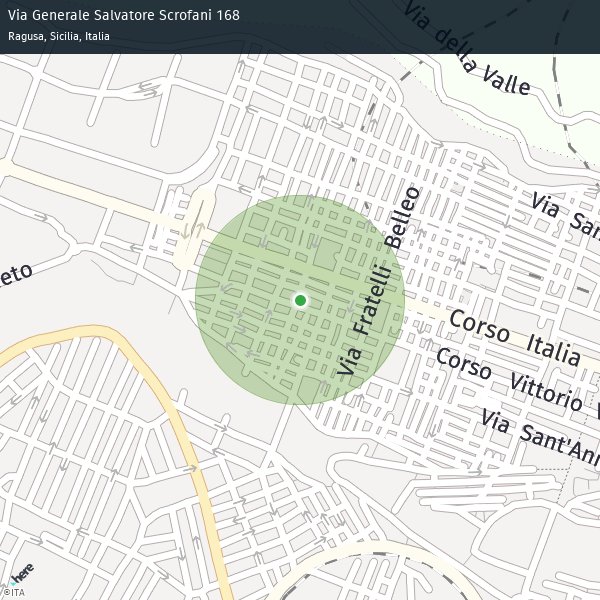 Via Generale Salvatore Scrofani 168
Ragusa, Sicilia, Italia
Via della Valle
Via San
Via Fratelli Belleo
eto
Corso Italia
Corso Vittorio V
Via Sant'Ann
here
©ITA